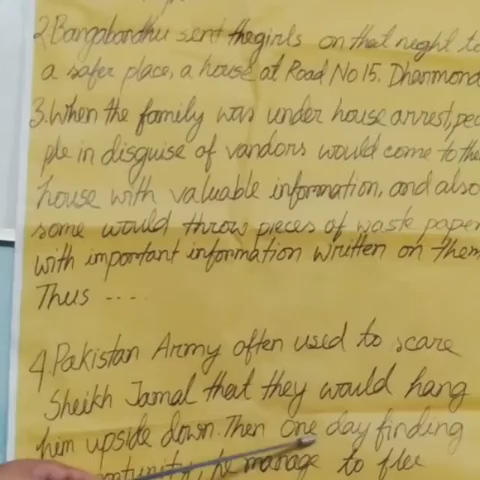 2. Bangabandhu sent the girls on that night to
a safer place, a house at Road No 15. Dhanmond
3. When the family was under house arrest, peo
ple in disguise of vandors would come to the
house with valuable information, and also
some would throw pieces of waste paper
with important information written on them
Thus ....
4. Pakistan Army often used to scare
Sheikh Jamal that they would hang
him upside down. Then one day finding
he manage to flee